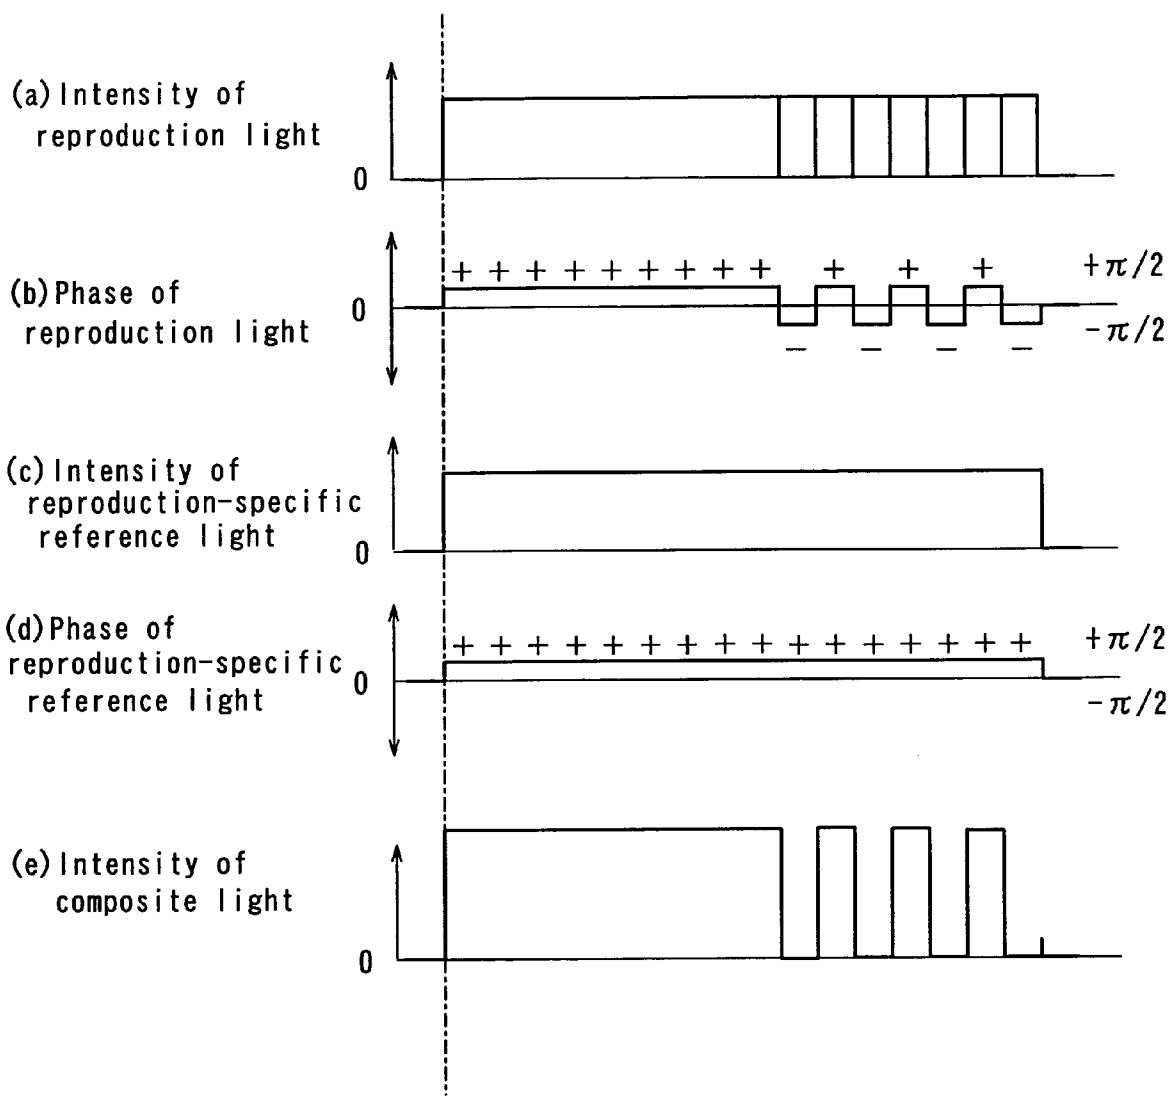 (a) Intensity of
reproduction light
0
+ + + + + + + + + + + +
+π/2
(b) Phase of
reproduction light
0
-π/2
– – – –
(c) Intensity of
reproduction-specific
reference light
0
(d) Phase of
reproduction-specific
reference light
+ + + + + + + + + + + + + + + +
+π/2
0
-π/2
(e) Intensity of
composite light
0